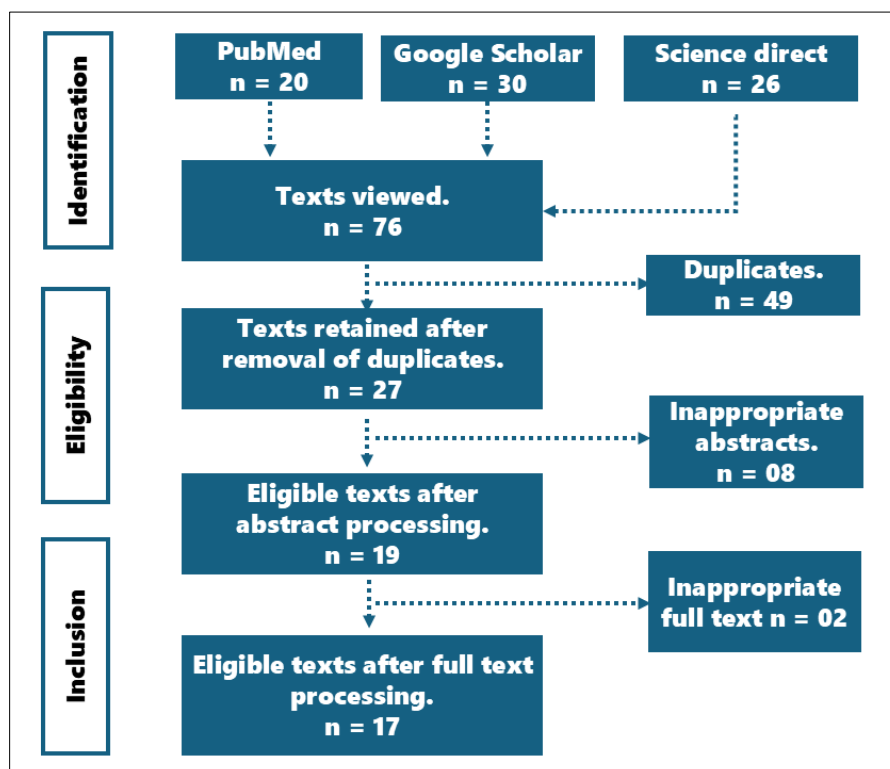 Identification
PubMed
n = 20
Google Scholar
n = 30
Science direct
n = 26
Texts viewed.
n = 76
Duplicates.
n = 49
Eligibility
Texts retained after
removal of duplicates.
n = 27
Inappropriate
abstracts.
n = 08
Eligible texts after
abstract processing.
n = 19
Inclusion
Inappropriate
full text n = 02
Eligible texts after full text
processing.
n = 17